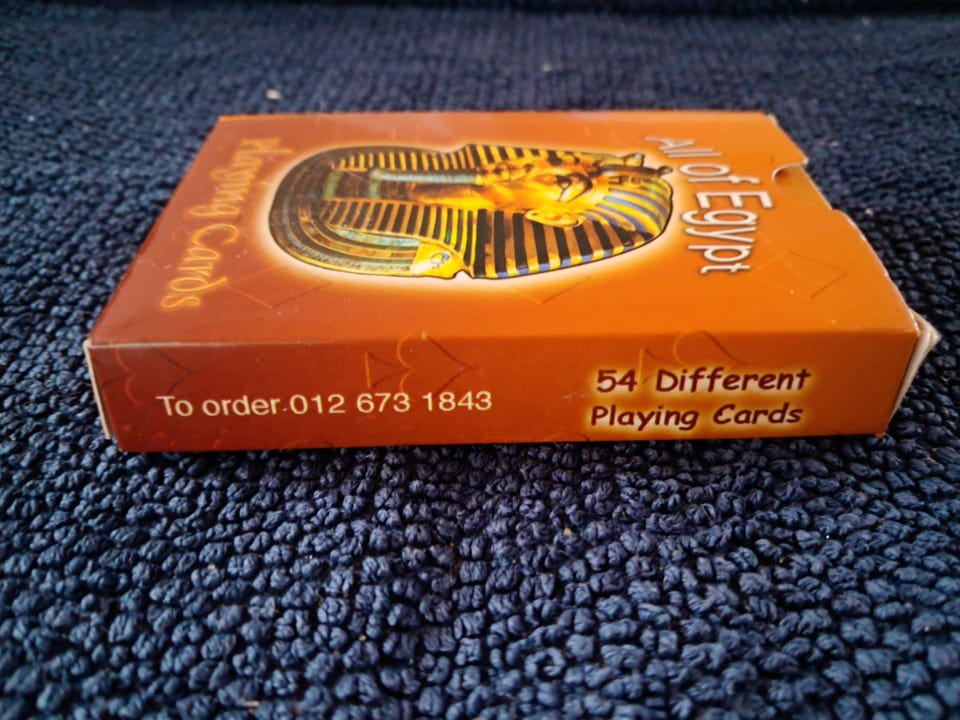 All of Egypt
Playing Cards
To order 012 673 1843
54 Different
Playing Cards